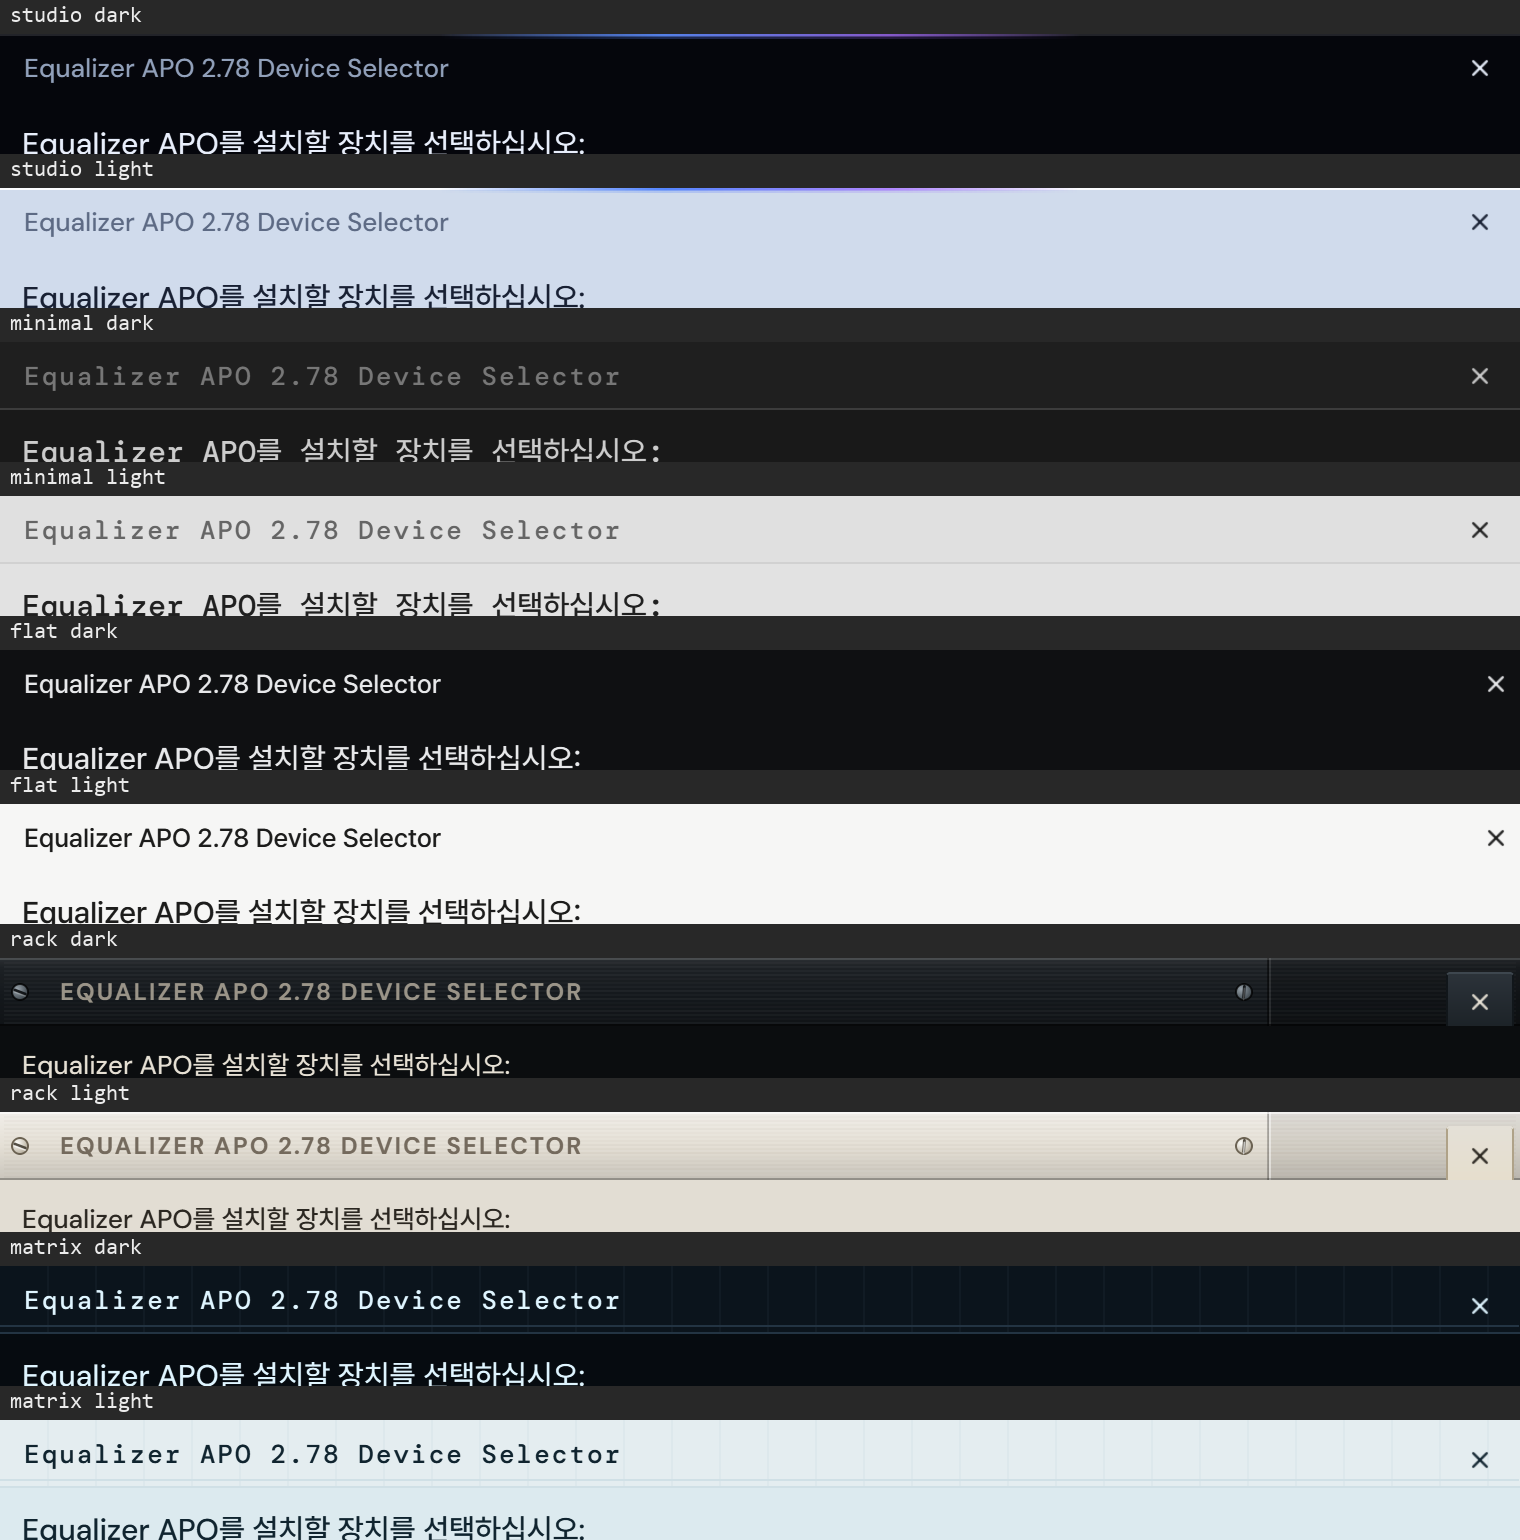 studio dark
Equalizer APO 2.78 Device Selector
Equalizer APO를 설치할 장치를 선택하십시오:
studio light
Equalizer APO 2.78 Device Selector
Equalizer APO를 설치할 장치를 선택하십시오:
minimal dark
Equalizer APO 2.78 Device Selector
Equalizer APO를 설치할 장치를 선택하십시오:
minimal light
Equalizer APO 2.78 Device Selector
Equalizer APO를 설치할 장치를 선택하십시오:
flat dark
Equalizer APO 2.78 Device Selector
Equalizer APO를 설치할 장치를 선택하십시오:
flat light
Equalizer APO 2.78 Device Selector
Equalizer APO를 설치할 장치를 선택하십시오:
rack dark
EQUALIZER APO 2.78 DEVICE SELECTOR
Equalizer APO를 설치할 장치를 선택하십시오:
rack light
EQUALIZER APO 2.78 DEVICE SELECTOR
Equalizer APO를 설치할 장치를 선택하십시오:
matrix dark
Equalizer APO 2.78 Device Selector
Equalizer APO를 설치할 장치를 선택하십시오:
matrix light
Equalizer APO 2.78 Device Selector
Equalizer APO를 설치할 장치를 선택하십시오: